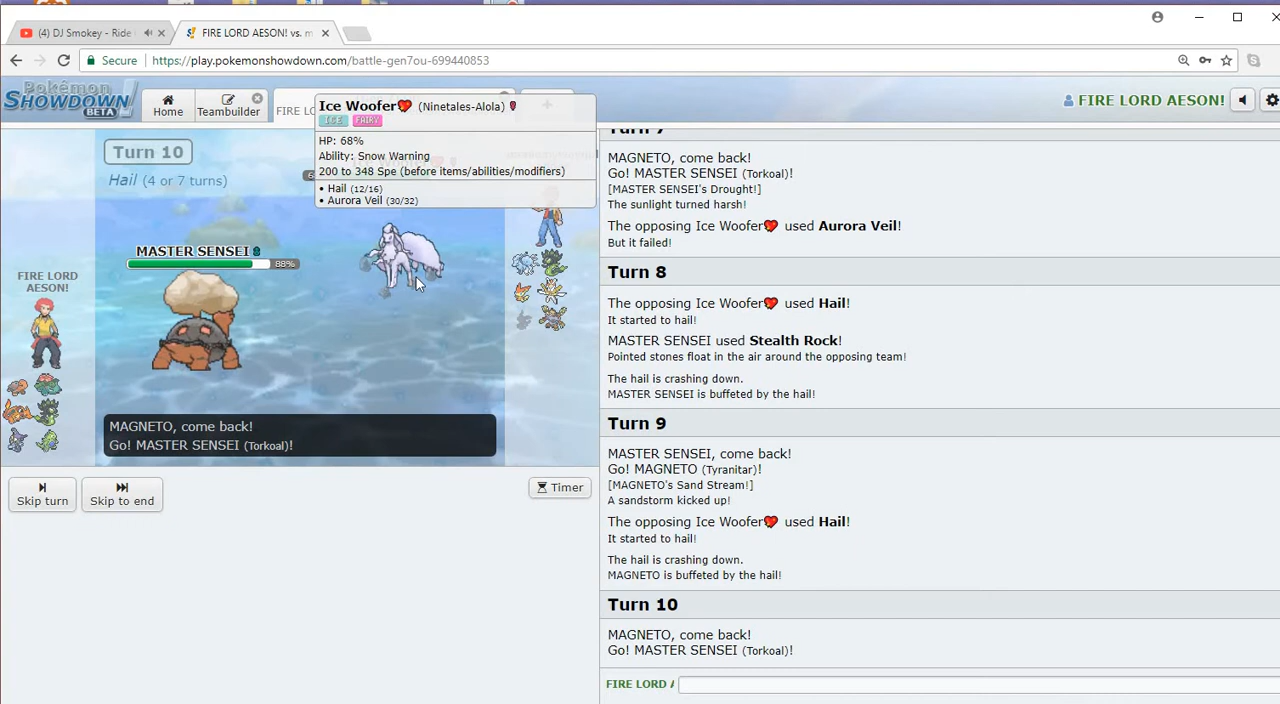 (4) DJ Smokey - Ride
FIRE LORD AESON! vs. m
Secure https://play.pokemonshowdown.com/battle-gen7ou-699440853
Pokémon
SHOWDOWN
BETA
Home
Teambuilder
FIRE LO
FIRE LORD AESON!
Ice Woofer❤ (Ninetales-Alola)
ICE FAIRY
HP: 68%
Ability: Snow Warning
200 to 348 Spe (before items/abilities/modifiers)
• Hail (12/16)
• Aurora Veil (30/32)
Turn 10
Hail (4 or 7 turns)
MASTER SENSEI
88%
FIRE LORD
AESON!
MAGNETO, come back!
Go! MASTER SENSEI (Torkoal)!
Skip turn
Skip to end
Timer
Turn 7
MAGNETO, come back!
Go! MASTER SENSEI (Torkoal)!
[MASTER SENSEI's Drought!]
The sunlight turned harsh!
The opposing Ice Woofer❤ used Aurora Veil!
But it failed!
Turn 8
The opposing Ice Woofer❤ used Hail!
It started to hail!
MASTER SENSEI used Stealth Rock!
Pointed stones float in the air around the opposing team!
The hail is crashing down.
MASTER SENSEI is buffeted by the hail!
Turn 9
MASTER SENSEI, come back!
Go! MAGNETO (Tyranitar)!
[MAGNETO's Sand Stream!]
A sandstorm kicked up!
The opposing Ice Woofer❤ used Hail!
It started to hail!
The hail is crashing down.
MAGNETO is buffeted by the hail!
Turn 10
MAGNETO, come back!
Go! MASTER SENSEI (Torkoal)!
FIRE LORD A